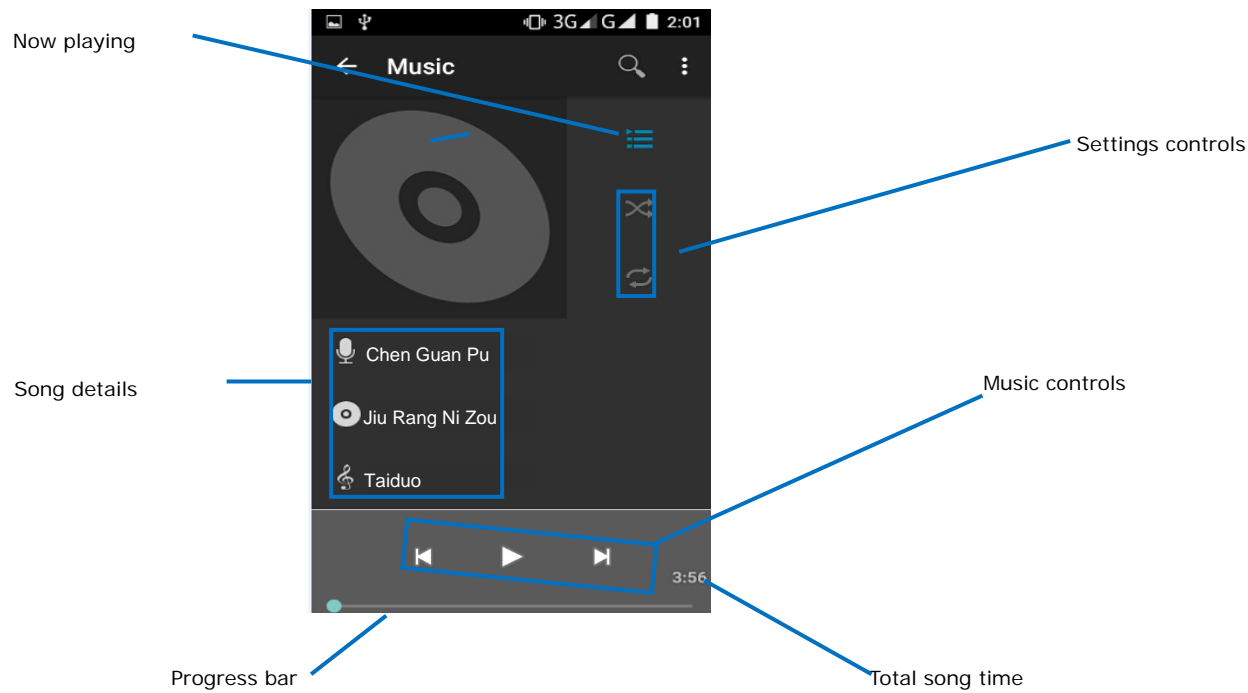 3G G 2:01
Now playing
Music
Settings controls
Chen Guan Pu
Song details
Music controls
Jiu Rang Ni Zou
Taiduo
3:56
Progress bar
Total song time